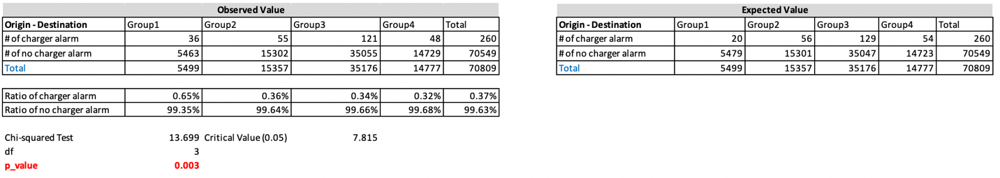 Observed Value
Origin - Destination Group1 Group2 Group3 Group4 Total
# of charger alarm 36 55 121 48 260
# of no charger alarm 5463 15302 35055 14729 70549
Total 5499 15357 35176 14777 70809
Ratio of charger alarm 0.65% 0.36% 0.34% 0.32% 0.37%
Ratio of no charger alarm 99.35% 99.64% 99.66% 99.68% 99.63%
Chi-squared Test 13.699 Critical Value (0.05) 7.815
df 3
p_value 0.003
Expected Value
Origin - Destination Group1 Group2 Group3 Group4 Total
# of charger alarm 20 56 129 54 260
# of no charger alarm 5479 15301 35047 14723 70549
Total 5499 15357 35176 14777 70809